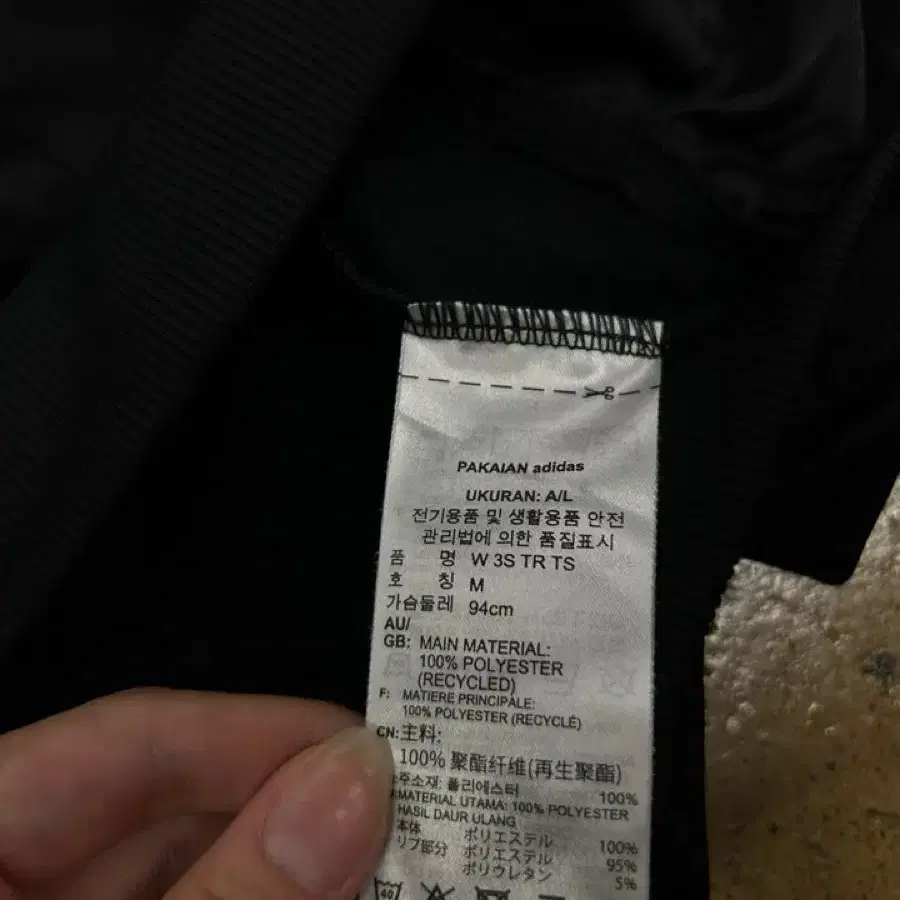 PAKAIAN adidas
UKURAN: A/L
전기용품 및 생활용품 안전
관리법에 의한 품질표시
품 명 W 3S TR TS
호 칭 M
가슴둘레 94cm
AU/
GB: MAIN MATERIAL:
100% POLYESTER
(RECYCLED)
F: MATIERE PRINCIPALE:
100% POLYESTER (RECYCLÉ)
CN: 主料:
100% 聚酯纤维(再生聚酯)
주소재: 폴리에스터 100%
MATERIAL UTAMA: 100% POLYESTER
HASIL DAUR ULANG
本体 ポリエステル 100%
リブ部分 ポリエステル 95%
ポリウレタン 5%
40